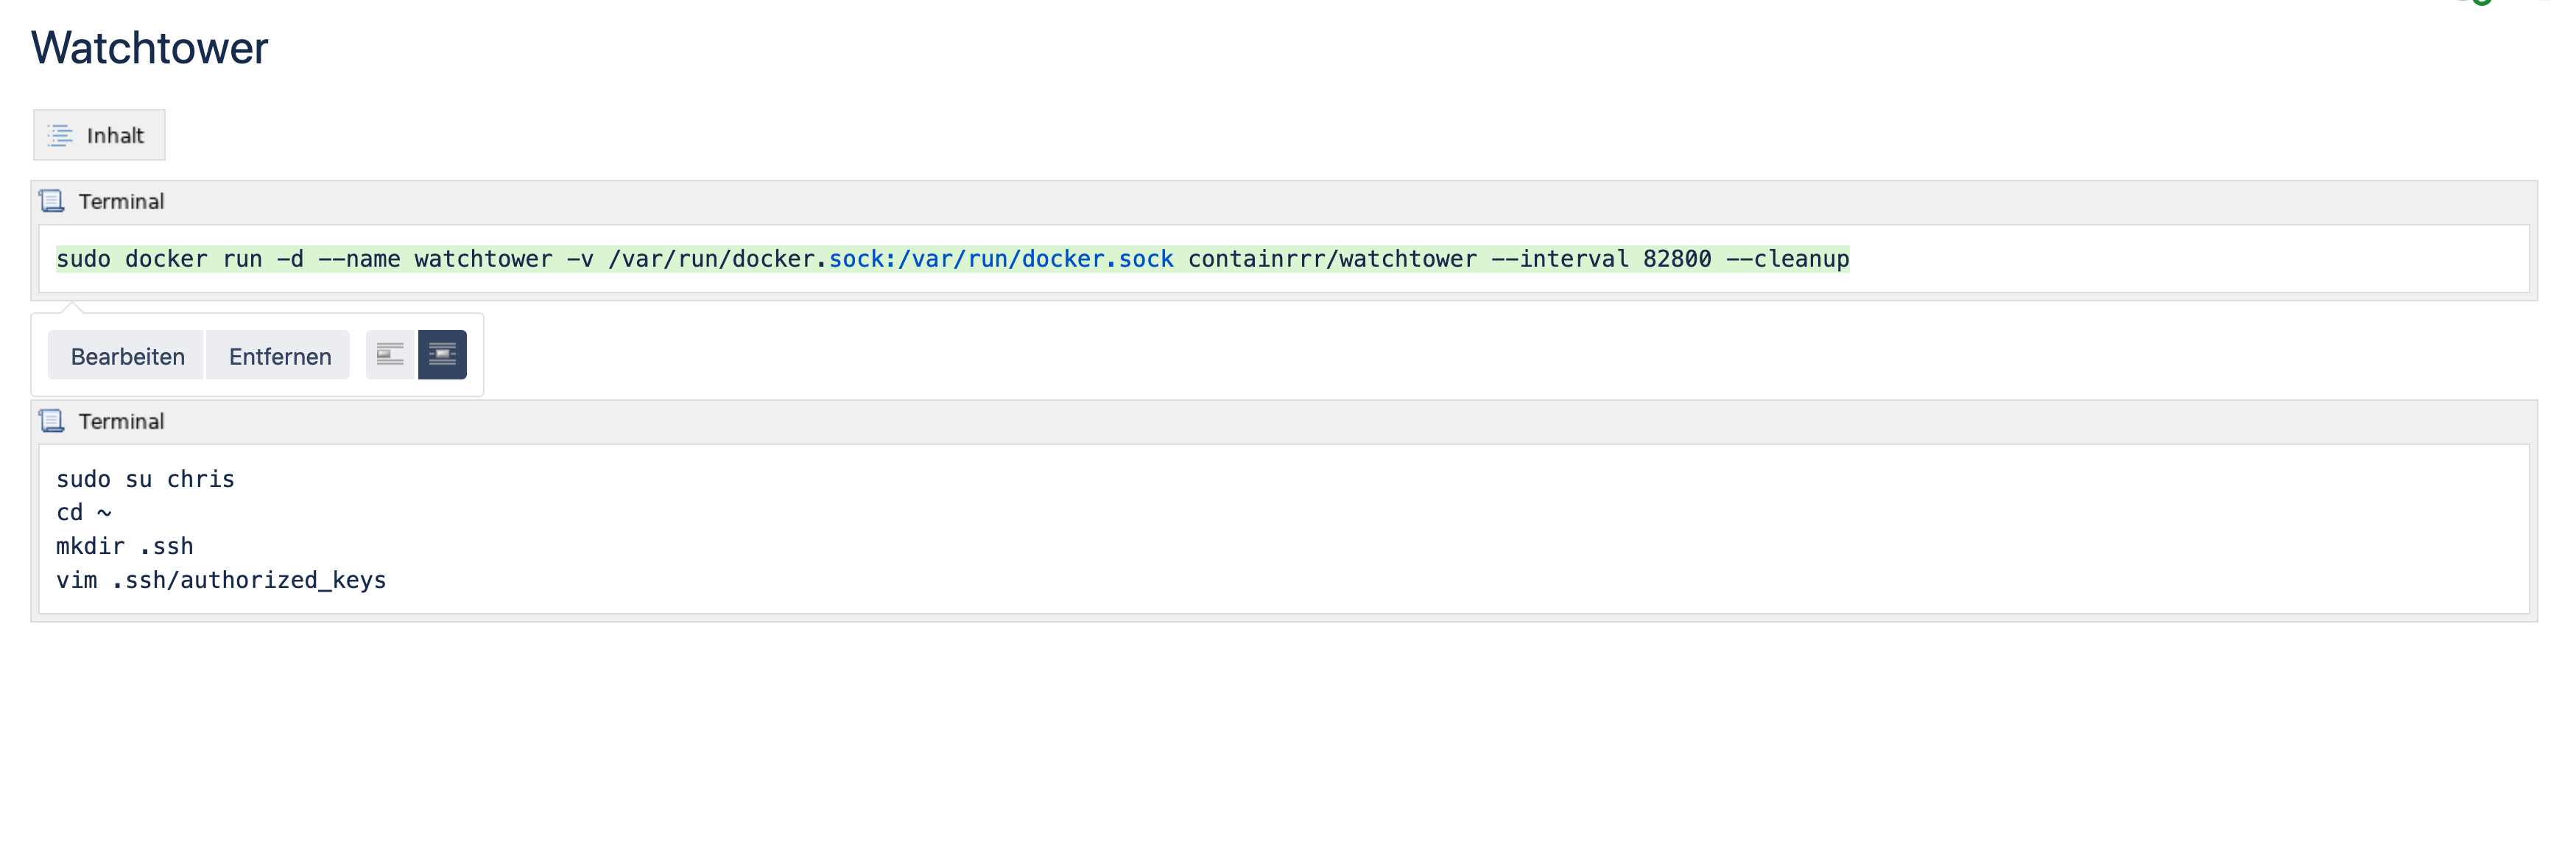 Watchtower
Inhalt
Terminal
sudo docker run -d --name watchtower -v /var/run/docker.sock:/var/run/docker.sock containrrr/watchtower --interval 82800 --cleanup
Bearbeiten Entfernen
Terminal
sudo su chris
cd ~
mkdir .ssh
vim .ssh/authorized_keys